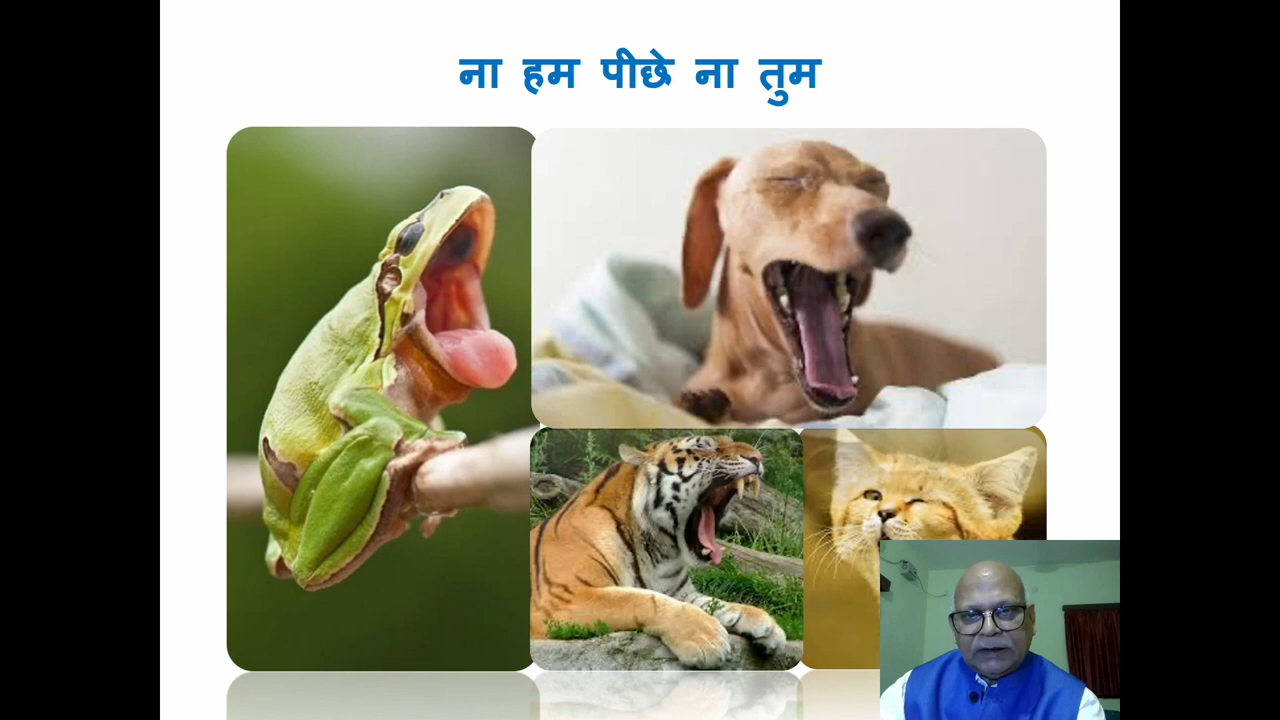 ना हम पीछे ना तुम